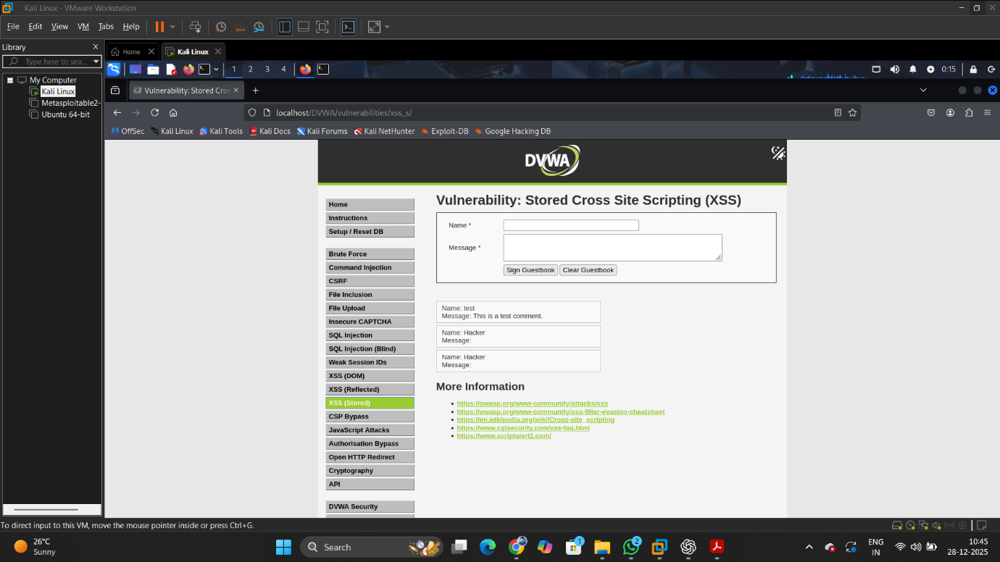 Kali Linux - VMware Workstation
File Edit View VM Tabs Help
Library
Type here to sea...
My Computer
Kali Linux
Metasploitable2-
Ubuntu 64-bit
Home
Kali Linux
1 2 3 4
0:15
Vulnerability: Stored Cros
localhost/DVWA/vulnerabilities/xss_s/
OffSec Kali Linux Kali Tools Kali Docs Kali Forums Kali NetHunter Exploit-DB Google Hacking DB
DVWA
Home
Instructions
Setup / Reset DB
Brute Force
Command Injection
CSRF
File Inclusion
File Upload
Insecure CAPTCHA
SQL Injection
SQL Injection (Blind)
Weak Session IDs
XSS (DOM)
XSS (Reflected)
XSS (Stored)
CSP Bypass
JavaScript Attacks
Authorisation Bypass
Open HTTP Redirect
Cryptography
API
DVWA Security
Vulnerability: Stored Cross Site Scripting (XSS)
Name *
Message *
Sign Guestbook Clear Guestbook
Name: test
Message: This is a test comment.
Name: Hacker
Message:
Name: Hacker
Message:
More Information
https://owasp.org/www-community/attacks/xss
https://owasp.org/www-community/xss-filter-evasion-cheatsheet
https://en.wikipedia.org/wiki/Cross-site_scripting
https://www.cgisecurity.com/xss-faq.html
https://www.scriptalert1.com/
To direct input to this VM, move the mouse pointer inside or press Ctrl+G.
26°C
Sunny
Search
1
2
ENG
IN
10:45
28-12-2025